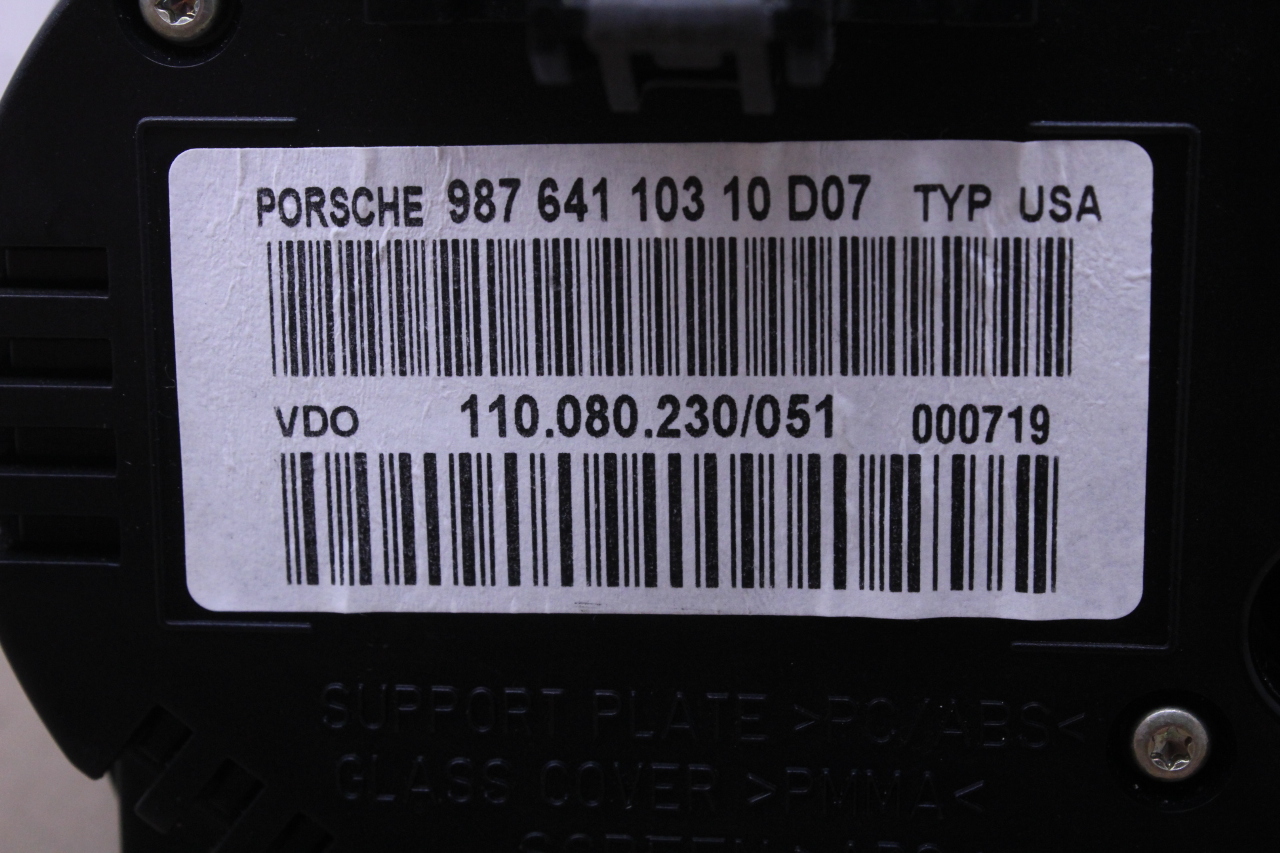 PORSCHE 987 641 103 10 D07 TYP USA
VDO 110.080.230/051 000719
SUPPORT PLATE >PC/ABS<
GLASS COVER >PMMA<